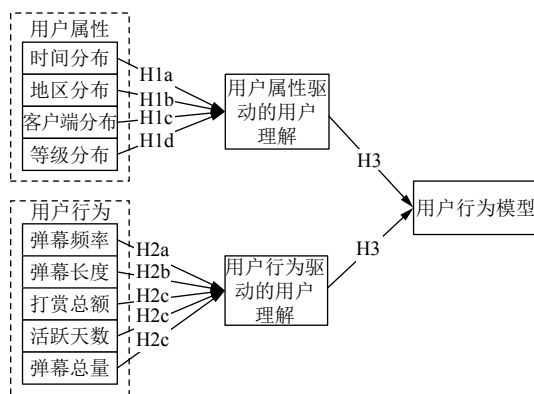 用户属性
时间分布
地区分布
客户端分布
等级分布
H1a
H1b
H1c
H1d
用户属性驱
动的用户
理解
H3
用户行为模型
用户行为
弹幕频率
弹幕长度
打赏总额
活跃天数
弹幕总量
H2a
H2b
H2c
H2c
H2c
用户行为驱
动的用户
理解
H3